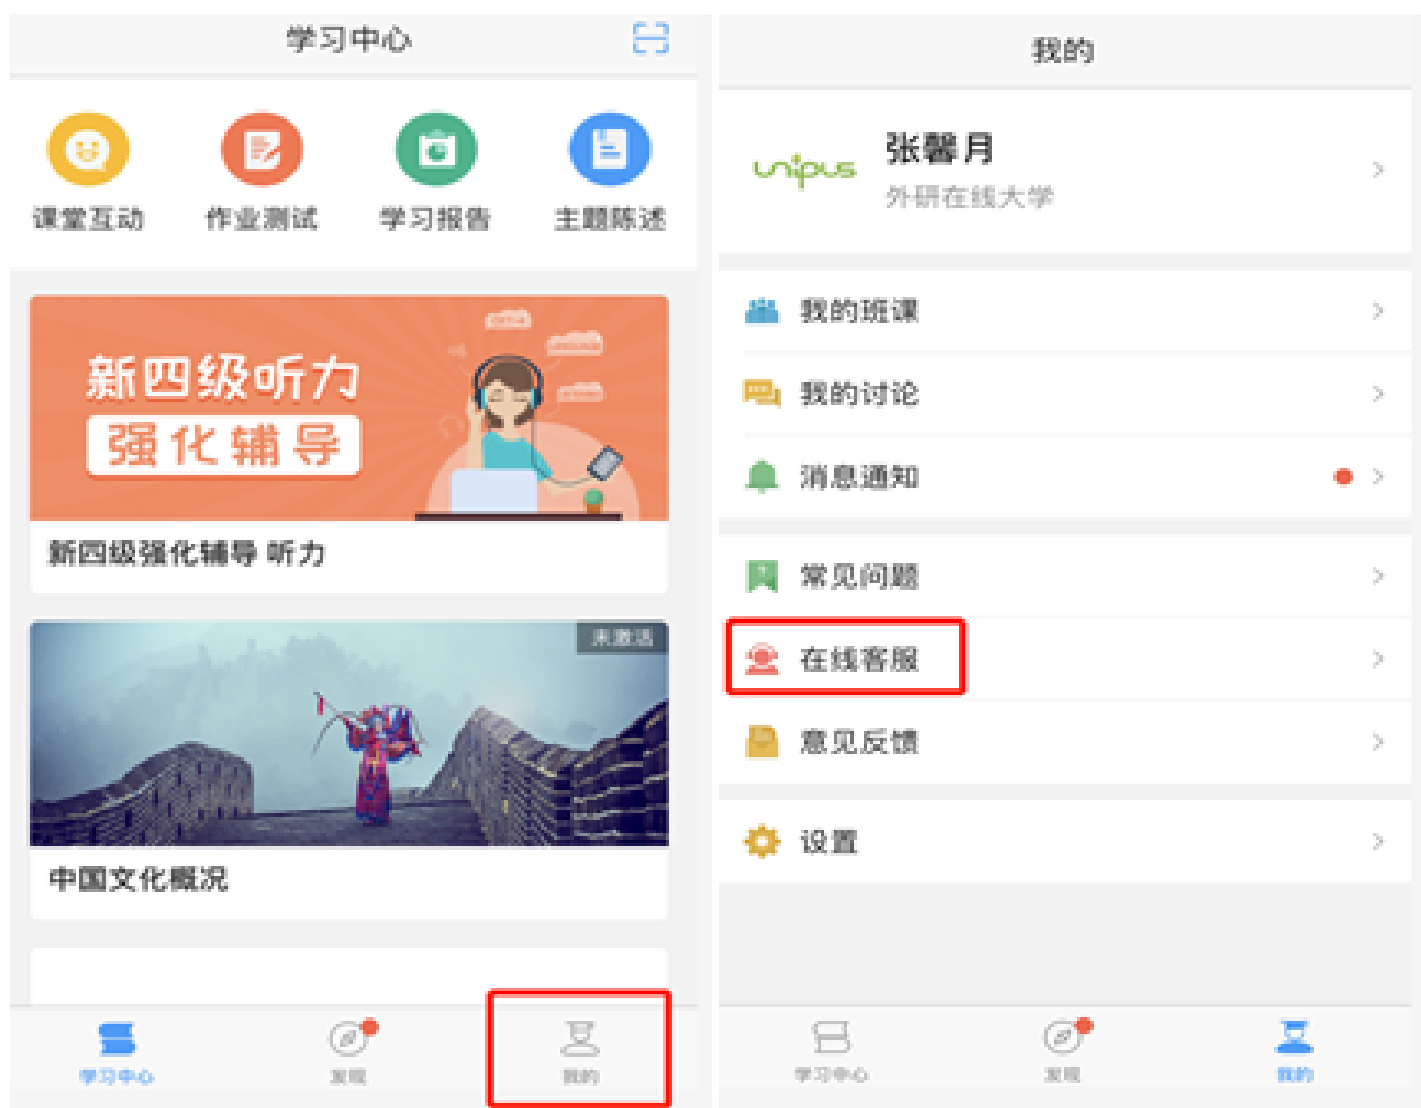 学习中心
课堂互动
作业测试
学习报告
主题陈述
新四级听力
强化辅导
新四级强化辅导 听力
未激活
中国文化概况
学习中心
发现
我的
我的
unipus
张馨月
外研在线大学
我的班课
我的讨论
消息通知
常见问题
在线客服
意见反馈
设置
学习中心
发现
我的